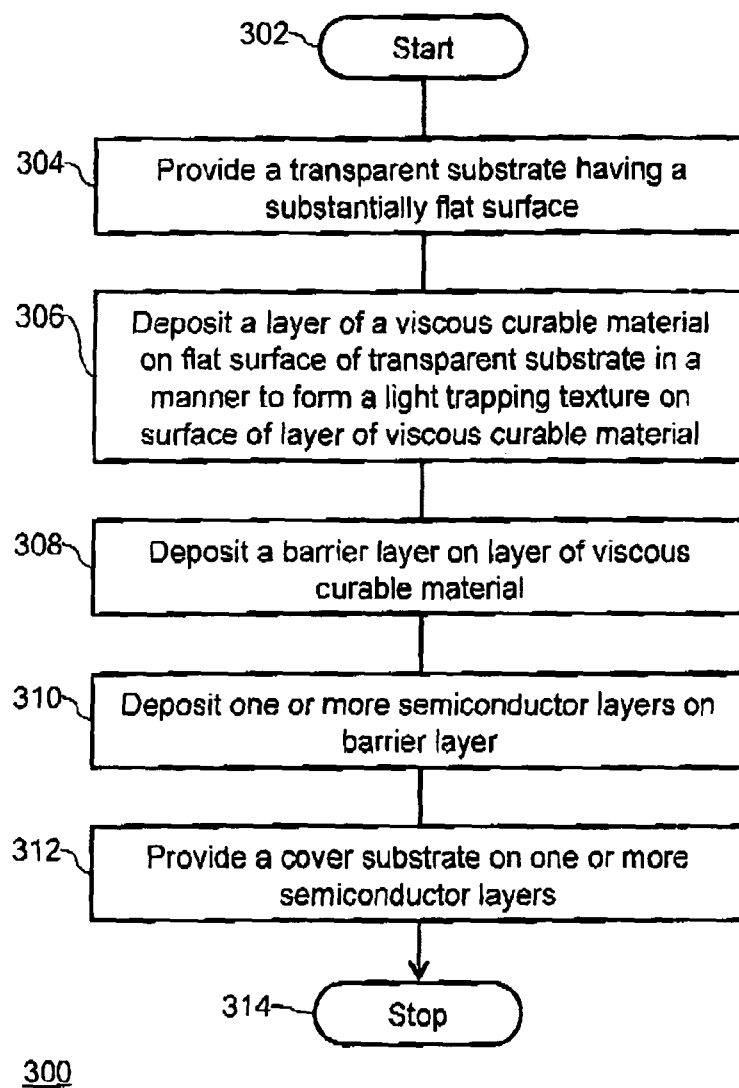 302
Start
304
Provide a transparent substrate having a
substantially flat surface
306
Deposit a layer of a viscous curable material
on flat surface of transparent substrate in a
manner to form a light trapping texture on
surface of layer of viscous curable material
308
Deposit a barrier layer on layer of viscous
curable material
310
Deposit one or more semiconductor layers on
barrier layer
312
Provide a cover substrate on one or more
semiconductor layers
314
Stop
300